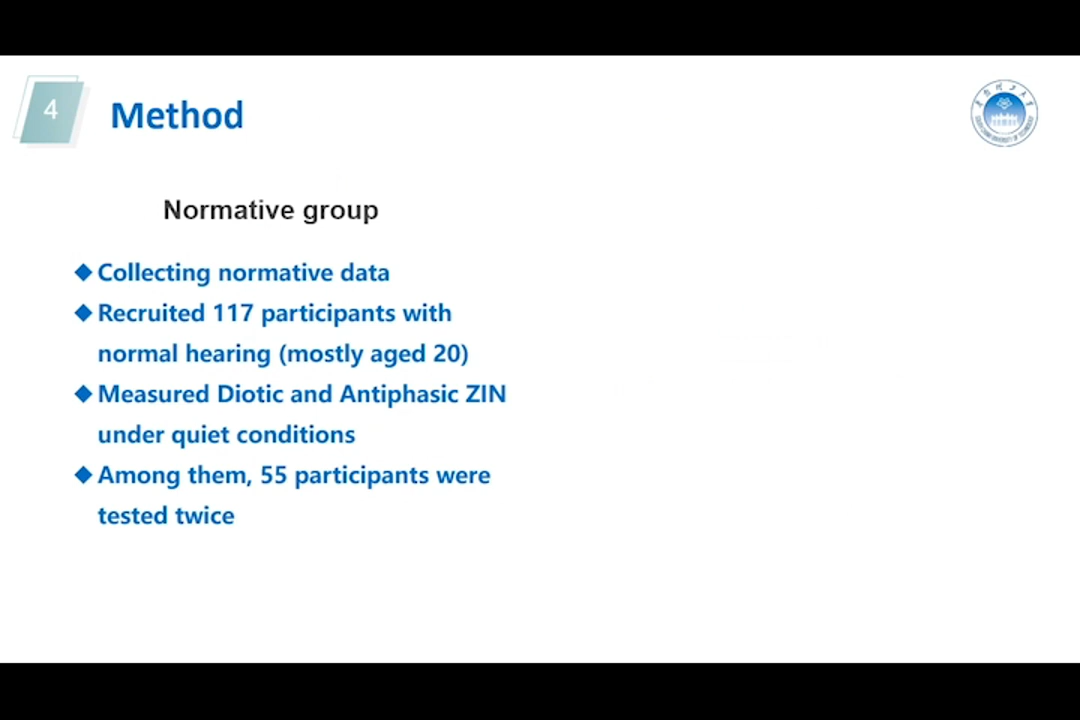 4
Method
Normative group
◆Collecting normative data
◆Recruited 117 participants with
normal hearing (mostly aged 20)
◆Measured Diotic and Antiphasic ZIN
under quiet conditions
◆Among them, 55 participants were
tested twice